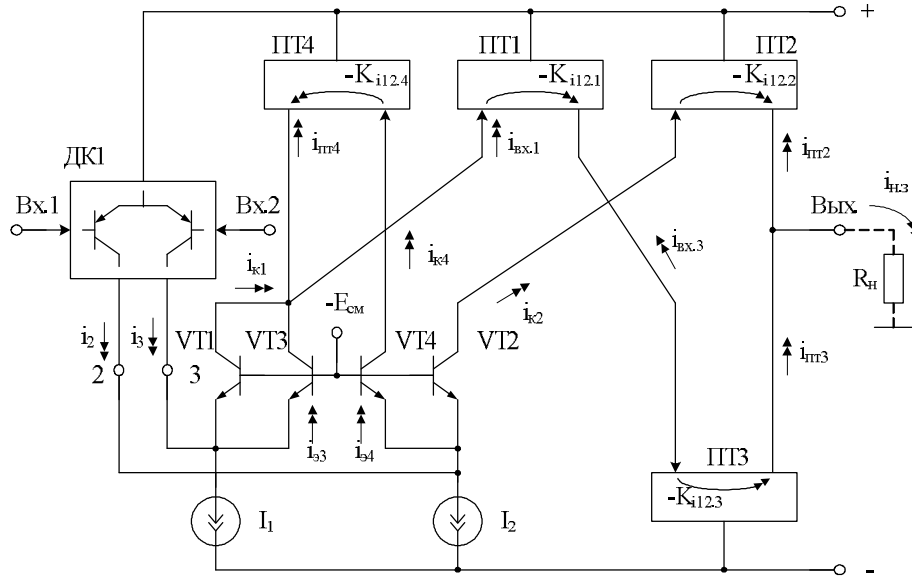 +
ПТ4
ПТ1
ПТ2
-Ki12.4
-Ki12.1
-Ki12.2
iпт4
iвх.1
iпт2
ДК1
Вх.1
Вх.2
Вых.
iн.з
iк1
iк4
iвх.3
Rн
-Eсм
iк2
i2
i3
VT1
VT3
VT4
VT2
iпт3
2
3
iэ3
iэ4
ПТ3
-Ki12.3
I1
I2
-